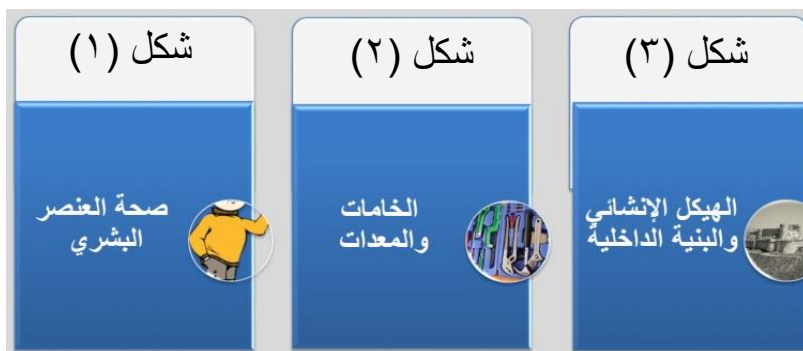 شكل (٣)
الهيكل الإنشائي
والبنية الداخلية
شكل (٢)
الخامات
والمعدات
شكل (١)
صحة العنصر
البشري